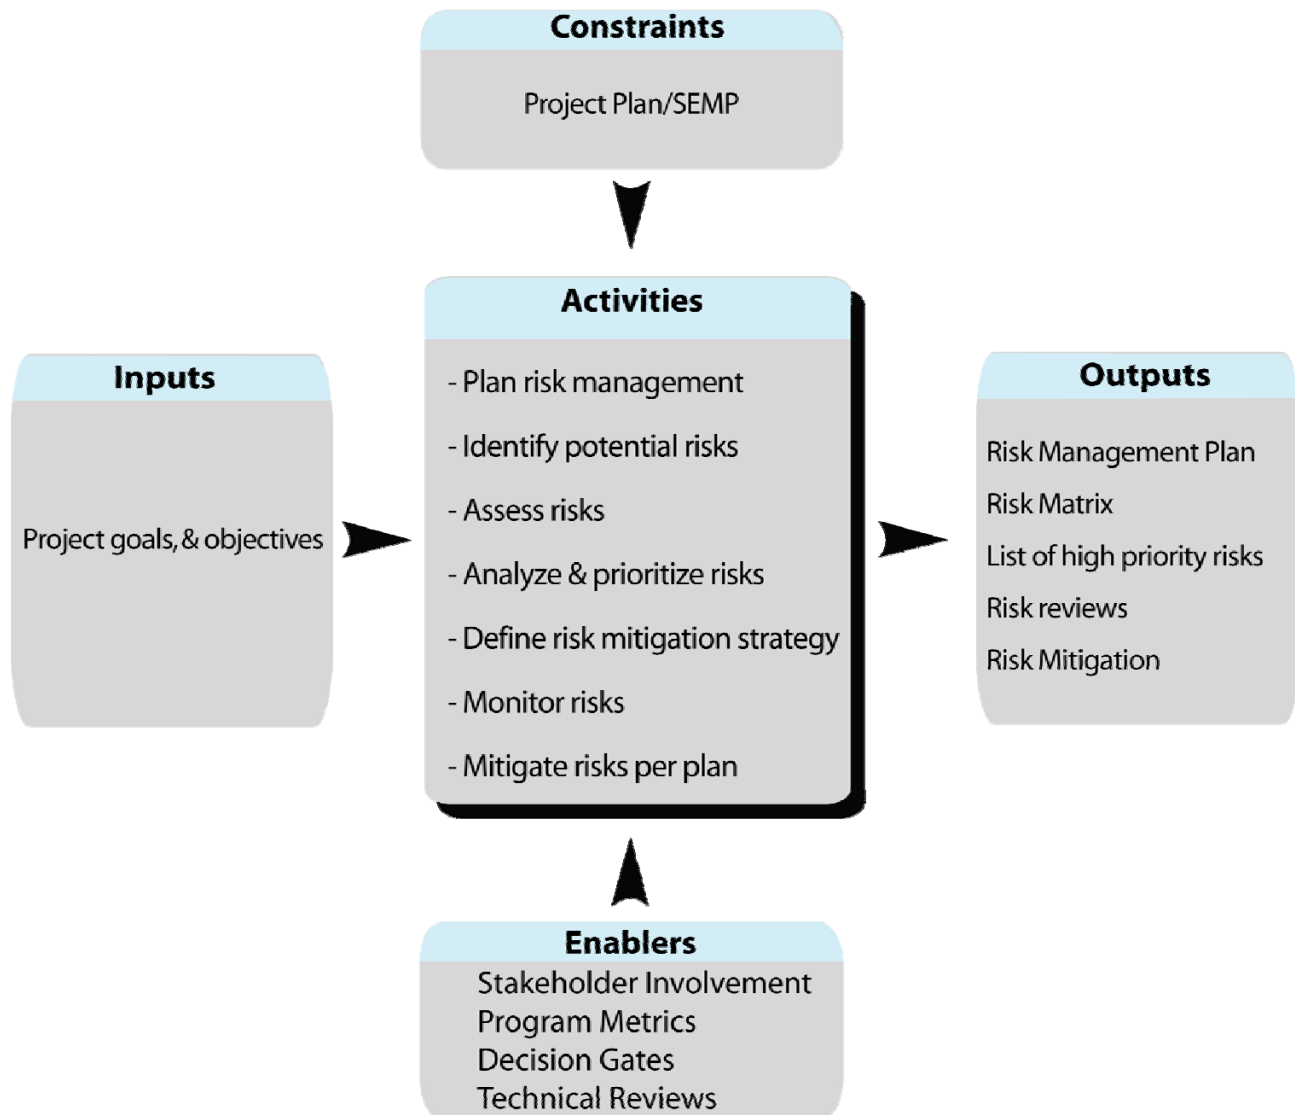 Constraints
Project Plan/SEMP
Activities
- Plan risk management
- Identify potential risks
- Assess risks
- Analyze & prioritize risks
- Define risk mitigation strategy
- Monitor risks
- Mitigate risks per plan
Inputs
Project goals, & objectives
Outputs
Risk Management Plan
Risk Matrix
List of high priority risks
Risk reviews
Risk Mitigation
Enablers
Stakeholder Involvement
Program Metrics
Decision Gates
Technical Reviews